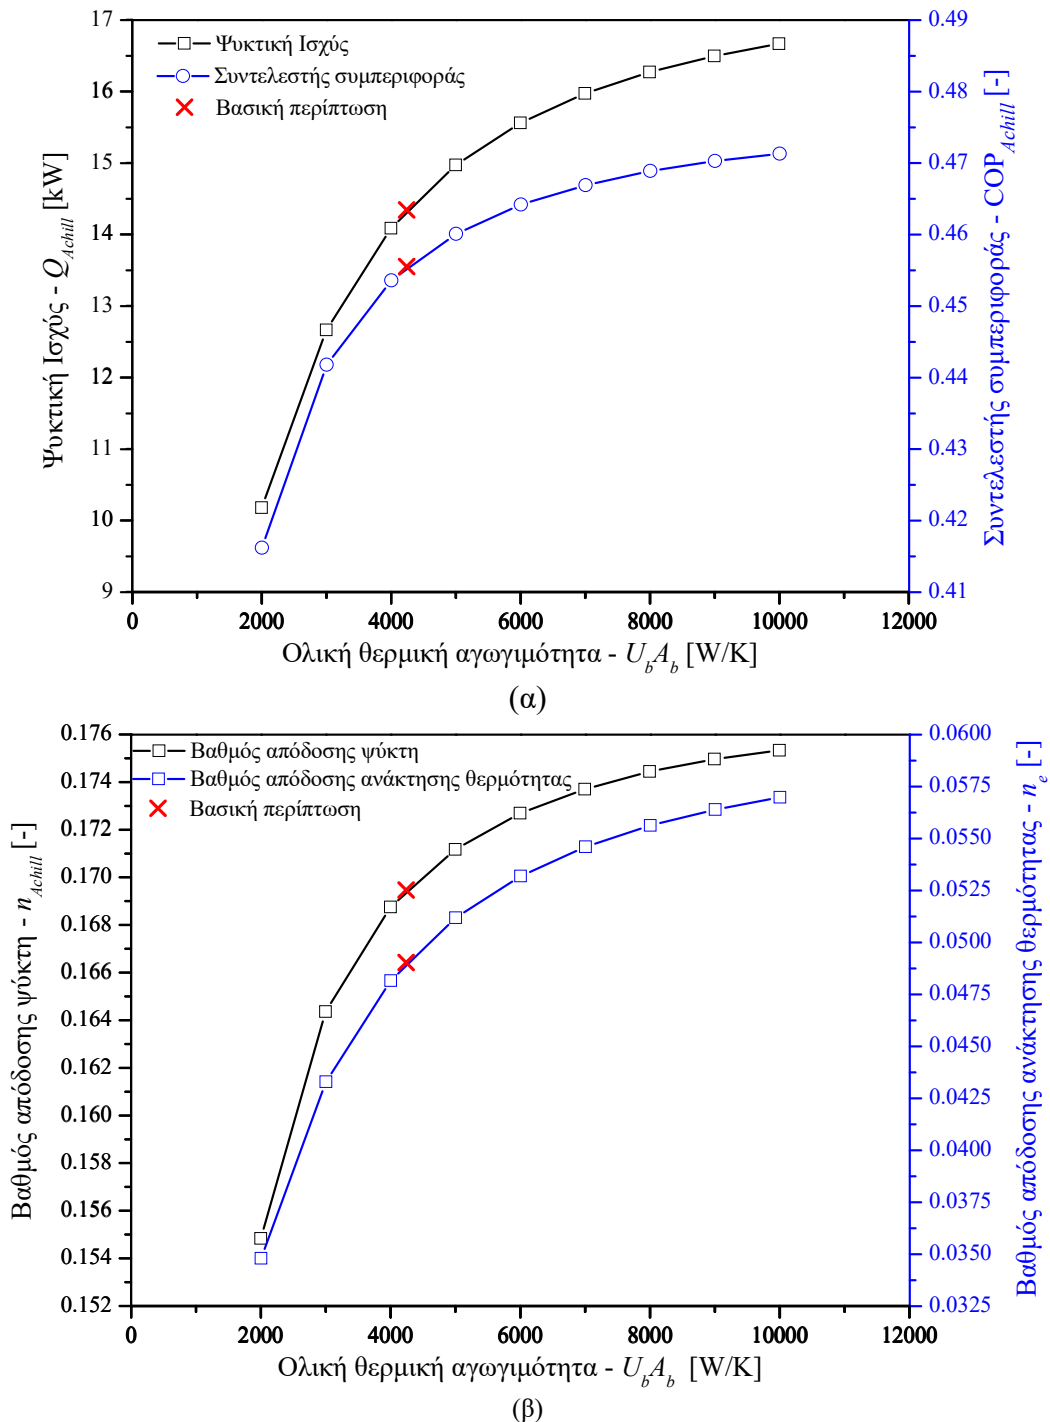 Ψυκτική Ισχύς
Συντελεστής συμπεριφοράς
Βασική περίπτωση
17
16
15
14
13
12
11
10
9
Ψυκτική Ισχύς - Q_Achill [kW]
0.49
0.48
0.47
0.46
0.45
0.44
0.43
0.42
0.41
Συντελεστής συμπεριφοράς - COP_Achill [-]
0 2000 4000 6000 8000 10000 12000
Ολική θερμική αγωγιμότητα - U_bA_b [W/K]
(α)
Βαθμός απόδοσης ψύκτη
Βαθμός απόδοσης ανάκτησης θερμότητας
Βασική περίπτωση
0.176
0.174
0.172
0.170
0.168
0.166
0.164
0.162
0.160
0.158
0.156
0.154
0.152
Βαθμός απόδοσης ψύκτη - n_Achill [-]
0.0600
0.0575
0.0550
0.0525
0.0500
0.0475
0.0450
0.0425
0.0400
0.0375
0.0350
0.0325
Βαθμός απόδοσης ανάκτησης θερμότητας - n_e [-]
0 2000 4000 6000 8000 10000 12000
Ολική θερμική αγωγιμότητα - U_bA_b [W/K]
(β)